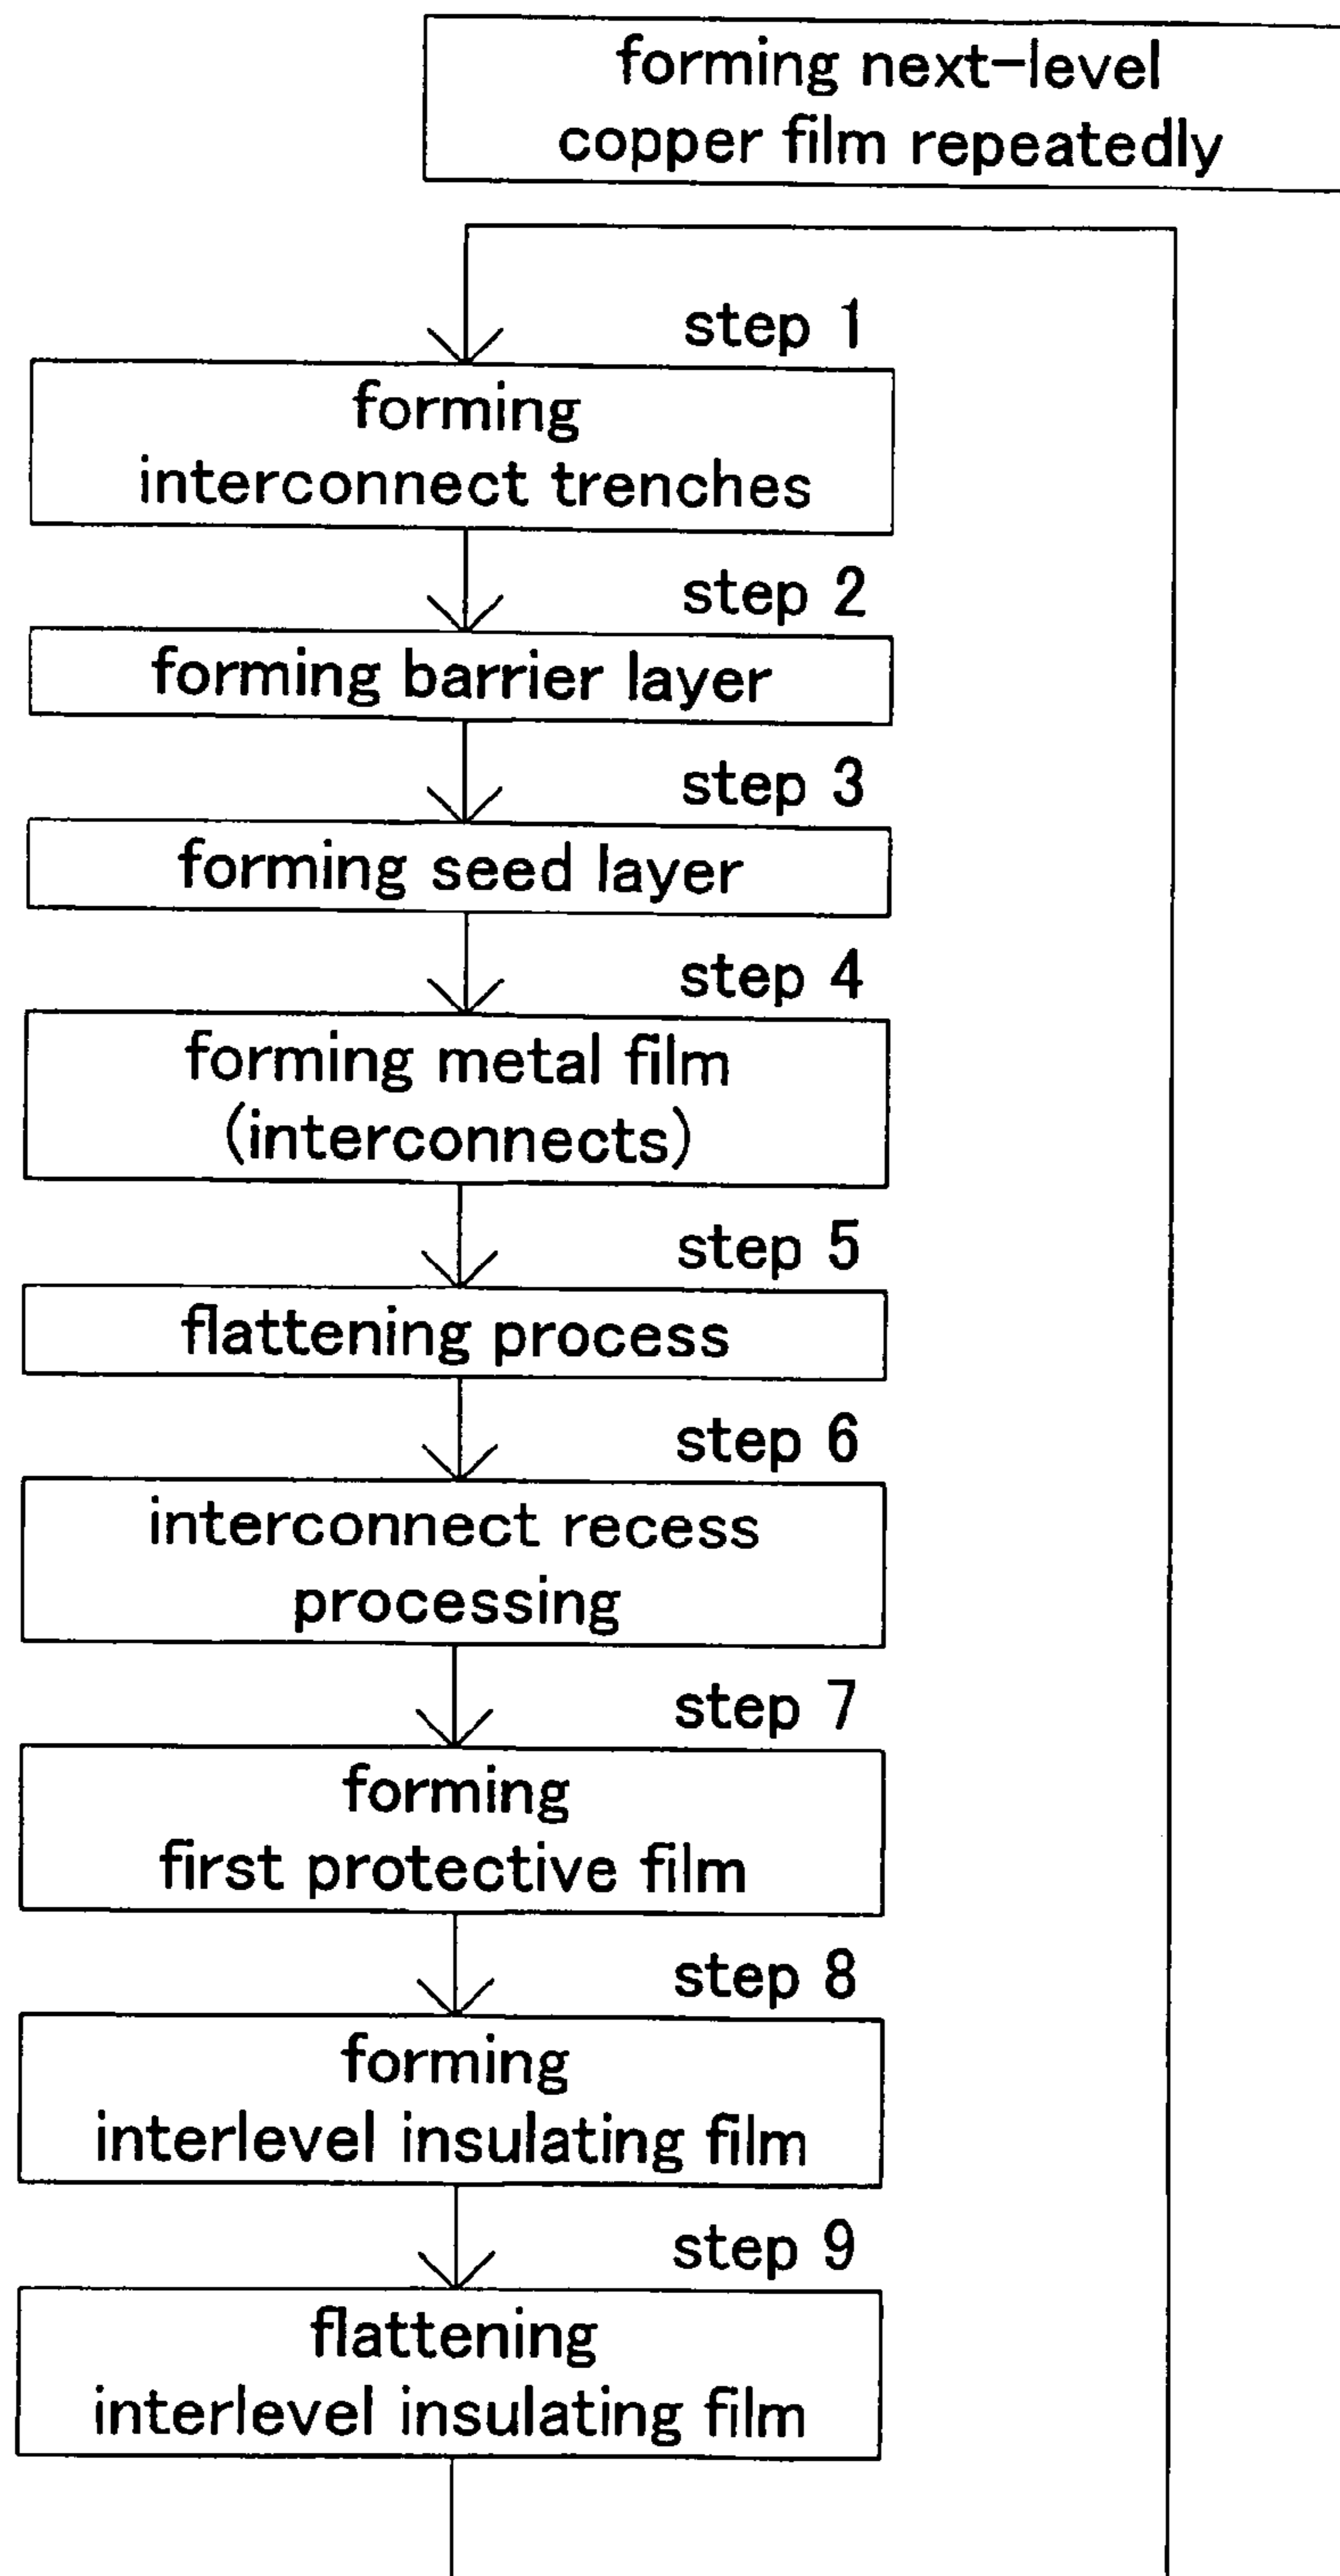 forming next-level
copper film repeatedly
step 1
forming
interconnect trenches
step 2
forming barrier layer
step 3
forming seed layer
step 4
forming metal film
(interconnects)
step 5
flattening process
step 6
interconnect recess
processing
step 7
forming
first protective film
step 8
forming
interlevel insulating film
step 9
flattening
interlevel insulating film